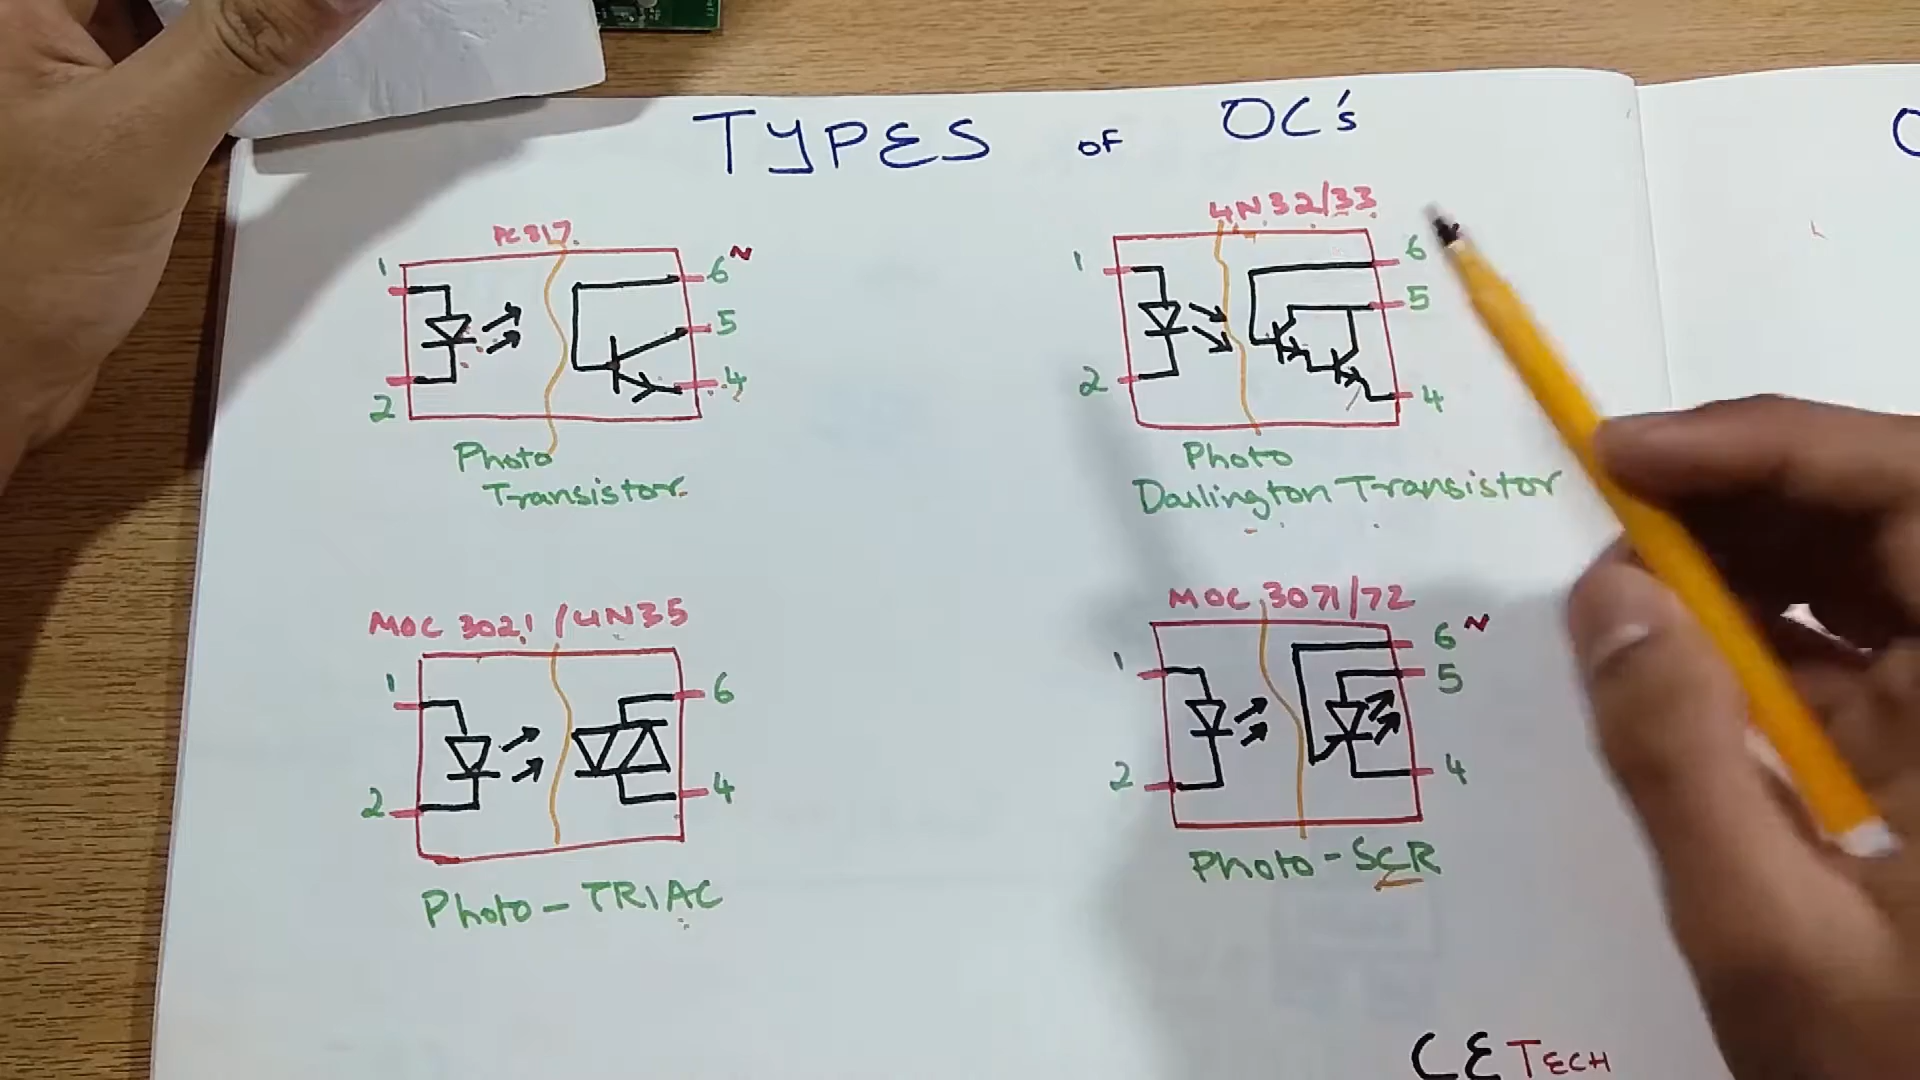 TYPES OF OC's
PC817
1
2
6 N
5
4
Photo
Transistor
4N32/33
1
2
6
5
4
Photo
Darlington Transistor
MOC 3021/4N35
1
2
6
4
Photo-TRIAC
MOC 3071/72
1
2
6 N
5
4
Photo-SCR
CETECH